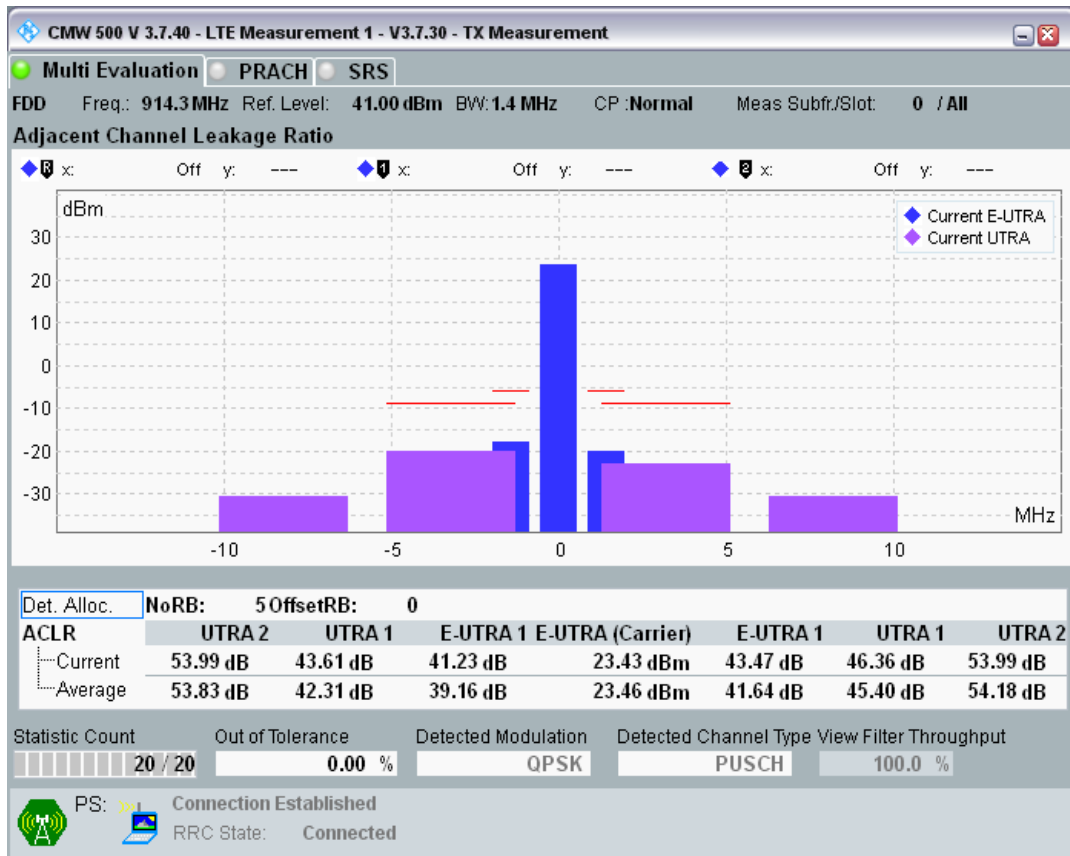 CMW 500 V 3.7.40 - LTE Measurement 1 - V3.7.30 - TX Measurement
Multi Evaluation PRACH SRS
FDD Freq.: 914.3 MHz Ref. Level: 41.00 dBm BW: 1.4 MHz CP :Normal Meas Subfr./Slot: 0 / All
Adjacent Channel Leakage Ratio
R x: Off y: --- 1 x: Off y: --- 2 x: Off y: ---
dBm
Current E-UTRA
Current UTRA
30
20
10
0
-10
-20
-30
MHz
-10 -5 0 5 10
Det. Alloc. NoRB: 5 OffsetRB: 0
ACLR UTRA 2 UTRA 1 E-UTRA 1 E-UTRA (Carrier) E-UTRA 1 UTRA 1 UTRA 2
Current 53.99 dB 43.61 dB 41.23 dB 23.43 dBm 43.47 dB 46.36 dB 53.99 dB
Average 53.83 dB 42.31 dB 39.16 dB 23.46 dBm 41.64 dB 45.40 dB 54.18 dB
Statistic Count Out of Tolerance Detected Modulation Detected Channel Type View Filter Throughput
20 / 20 0.00 % QPSK PUSCH 100.0 %
PS: Connection Established
RRC State: Connected